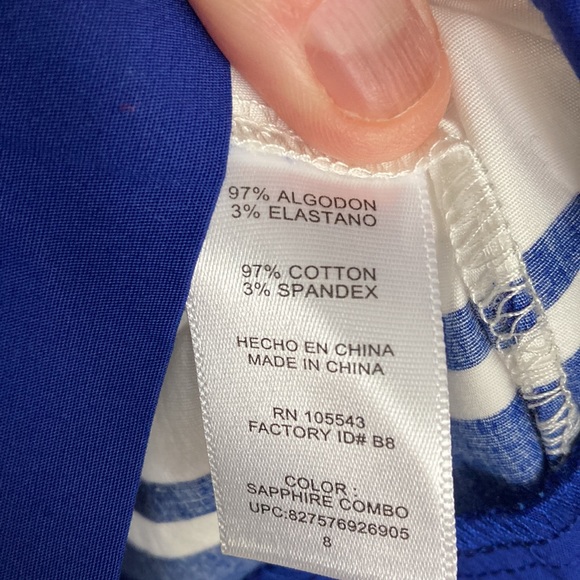 97% ALGODON
3% ELASTANO
97% COTTON
3% SPANDEX
HECHO EN CHINA
MADE IN CHINA
RN 105543
FACTORY ID# B8
COLOR :
SAPPHIRE COMBO
UPC:827576926905
8